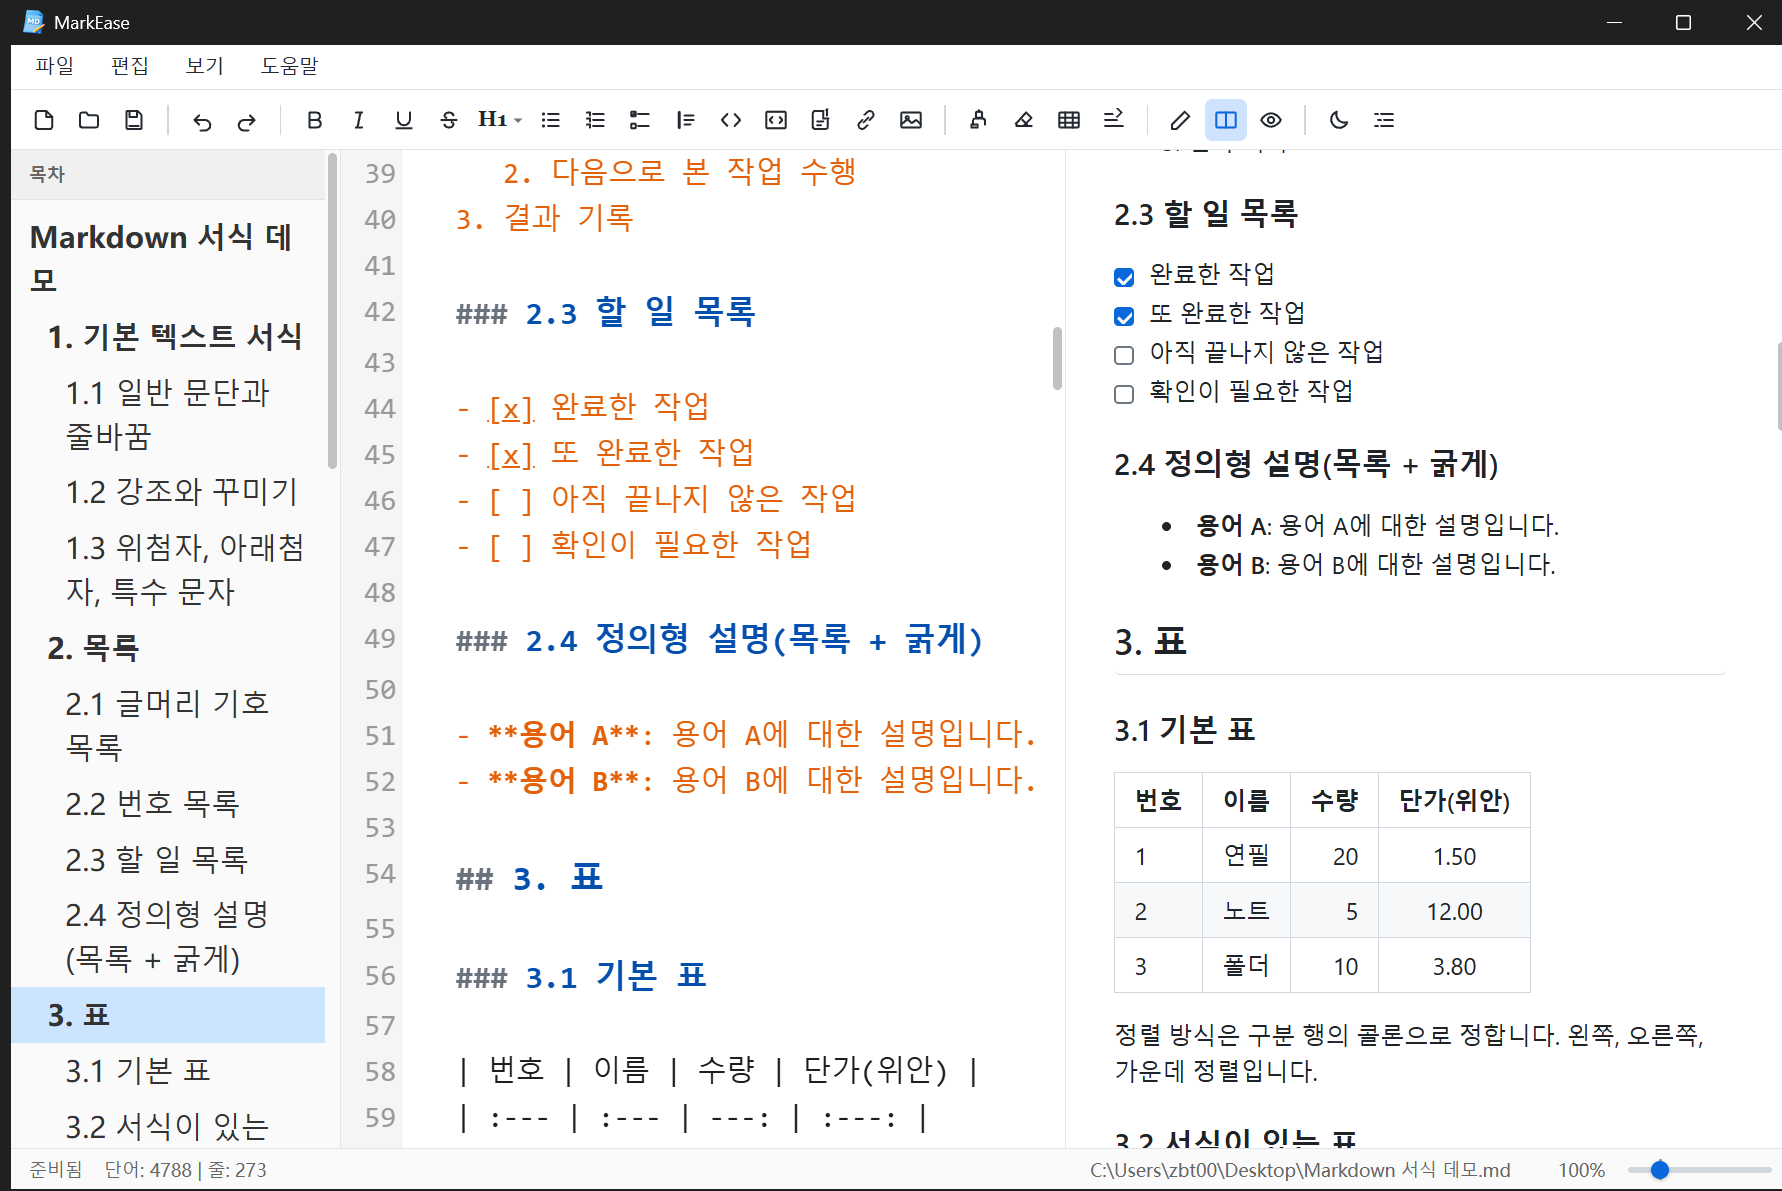 MarkEase
파일 편집 보기 도움말
H1
목차
Markdown 서식 데
모
1. 기본 텍스트 서식
1.1 일반 문단과
줄바꿈
1.2 강조와 꾸미기
1.3 위첨자, 아래첨
자, 특수 문자
2. 목록
2.1 글머리 기호
목록
2.2 번호 목록
2.3 할 일 목록
2.4 정의형 설명
(목록 + 굵게)
3. 표
3.1 기본 표
3.2 서식이 있는
39 2. 다음으로 본 작업 수행
40 3. 결과 기록
41
42 ### 2.3 할 일 목록
43
44 - [x] 완료한 작업
45 - [x] 또 완료한 작업
46 - [ ] 아직 끝나지 않은 작업
47 - [ ] 확인이 필요한 작업
48
49 ### 2.4 정의형 설명(목록 + 굵게)
50
51 - **용어 A**: 용어 A에 대한 설명입니다.
52 - **용어 B**: 용어 B에 대한 설명입니다.
53
54 ## 3. 표
55
56 ### 3.1 기본 표
57
58 | 번호 | 이름 | 수량 | 단가(위안) |
59 | :--- | :--- | ---: | :---: |
2.3 할 일 목록
완료한 작업
또 완료한 작업
아직 끝나지 않은 작업
확인이 필요한 작업
2.4 정의형 설명(목록 + 굵게)
• 용어 A: 용어 A에 대한 설명입니다.
• 용어 B: 용어 B에 대한 설명입니다.
3. 표
3.1 기본 표
번호 이름 수량 단가(위안)
1 연필 20 1.50
2 노트 5 12.00
3 폴더 10 3.80
정렬 방식은 구분 행의 콜론으로 정합니다. 왼쪽, 오른쪽,
가운데 정렬입니다.
3.2 서식이 있는 표
준비됨 단어: 4788 | 줄: 273 C:\Users\zbt00\Desktop\Markdown 서식 데모.md 100%